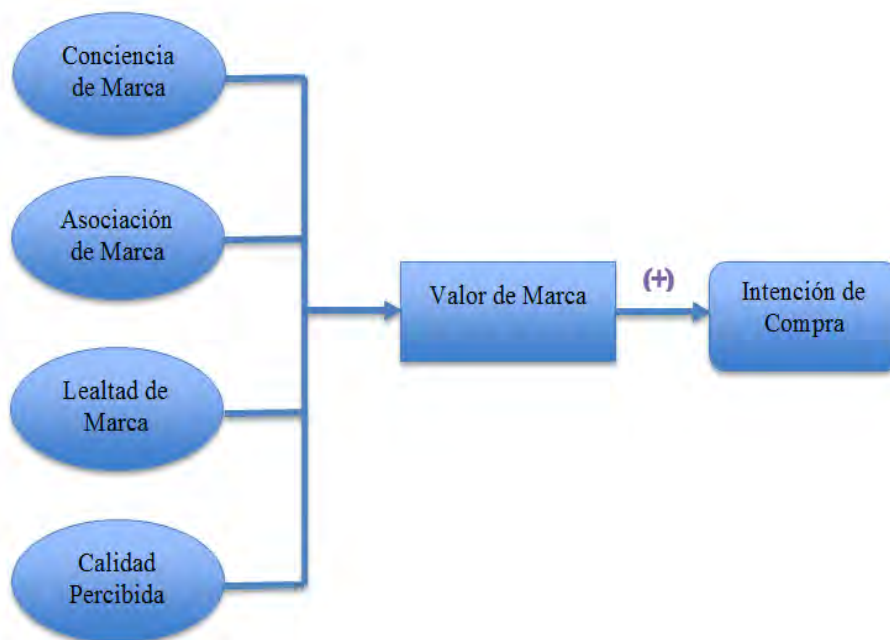 Conciencia
de Marca
Asociación
de Marca
Lealtad de
Marca
Calidad
Percibida
Valor de Marca
(+)
Intención de
Compra